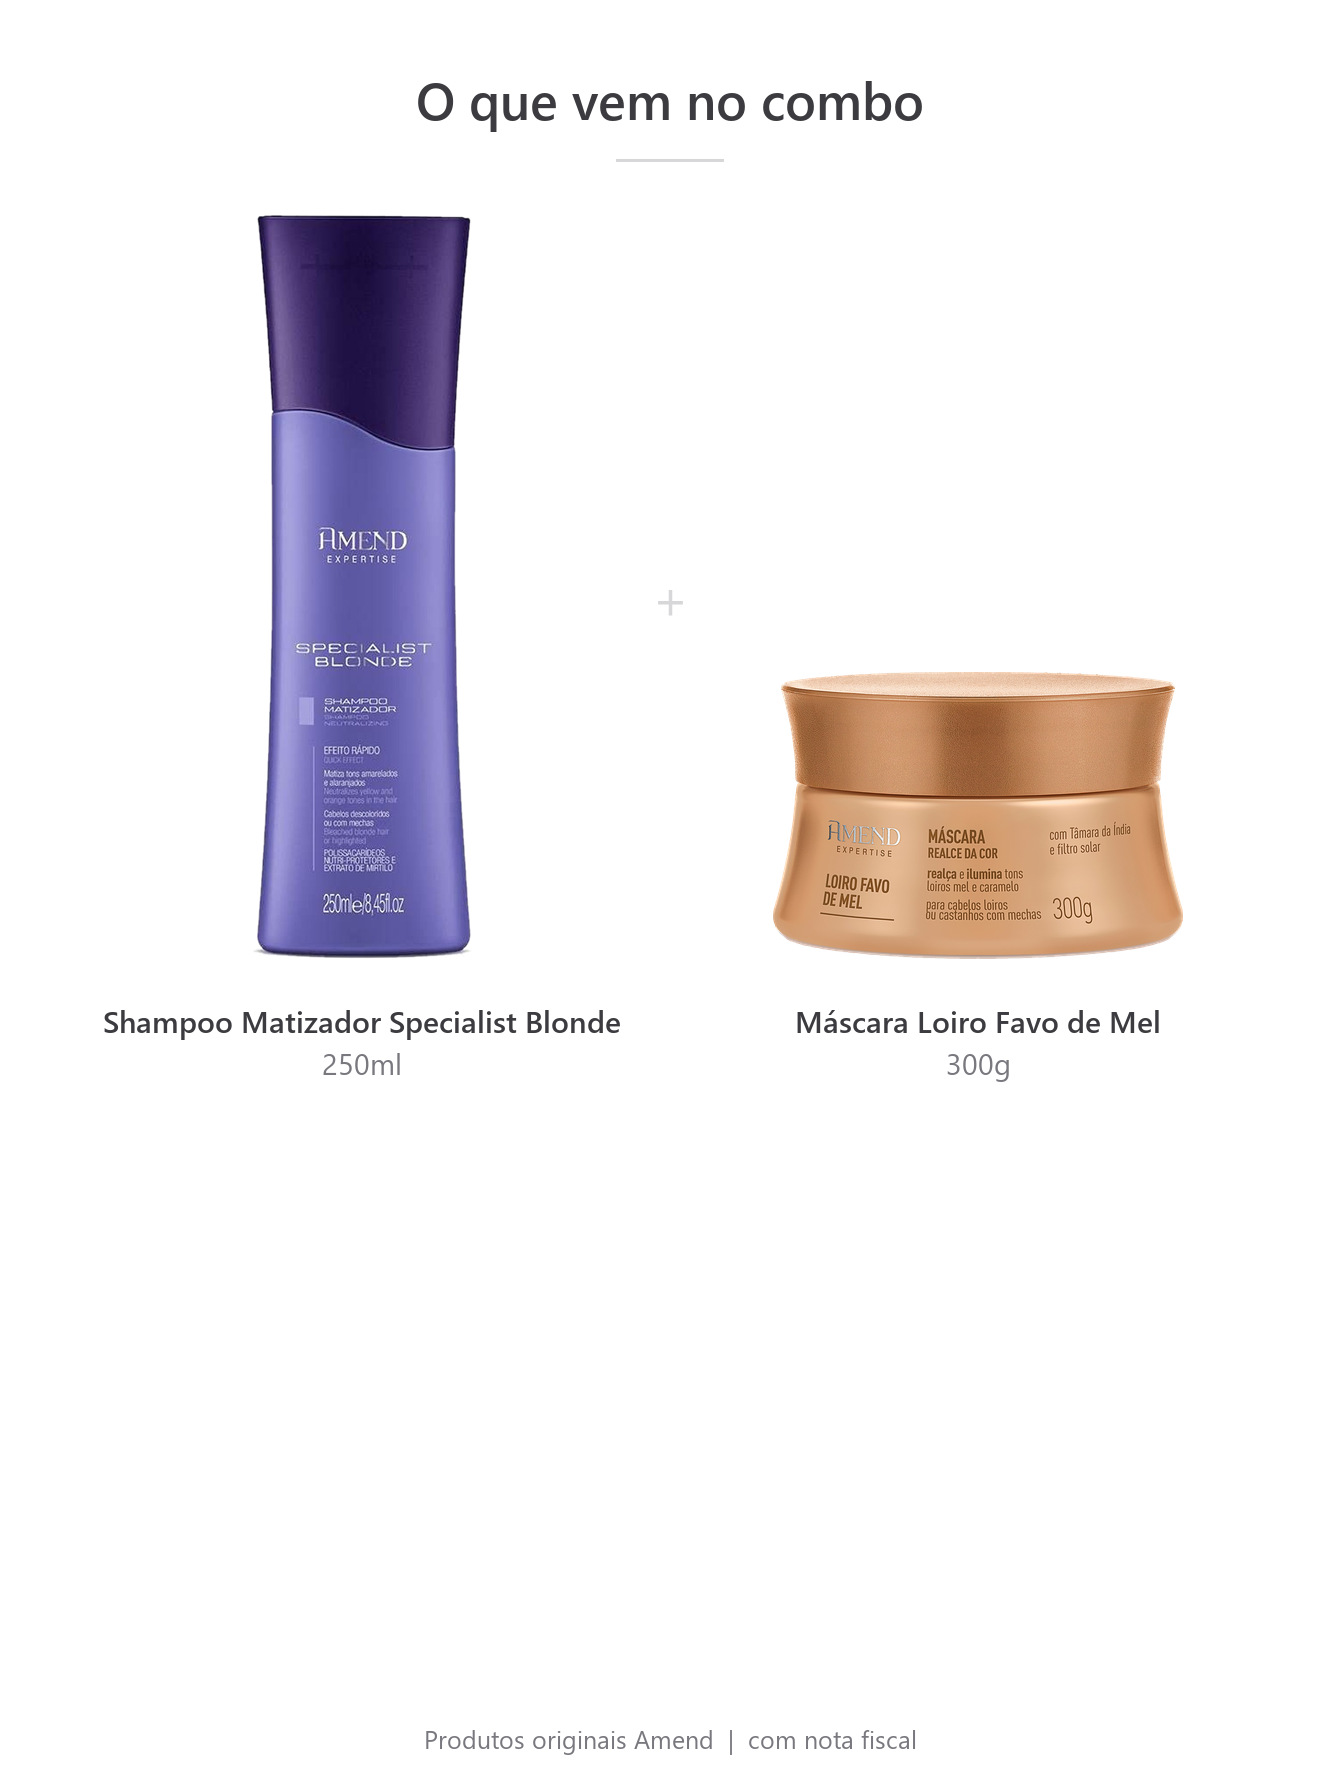 O que vem no combo
AMEND
EXPERTISE
SPECIALIST
BLONDE
SHAMPOO
MATIZADOR
SHAMPOO
NEUTRALIZING
EFEITO RÁPIDO
QUICK EFFECT
Matiza tons amarelados
e alaranjados
Neutralizes yellow and
orange tones in the hair
Cabelos descoloridos
ou com mechas
Bleached blonde hair
or highlighted
POLISSACARÍDEOS
NUTRI-PROTETORES E
EXTRATO DE MIRTILO
250ml℮/8,45fl.oz
+
AMEND
EXPERTISE
LOIRO FAVO
DE MEL
MÁSCARA
REALCE DA COR
realça e ilumina tons
loiros mel e caramelo
para cabelos loiros
ou castanhos com mechas
com Tâmara da Índia
e filtro solar
300g
Shampoo Matizador Specialist Blonde
250ml
Máscara Loiro Favo de Mel
300g
Produtos originais Amend | com nota fiscal